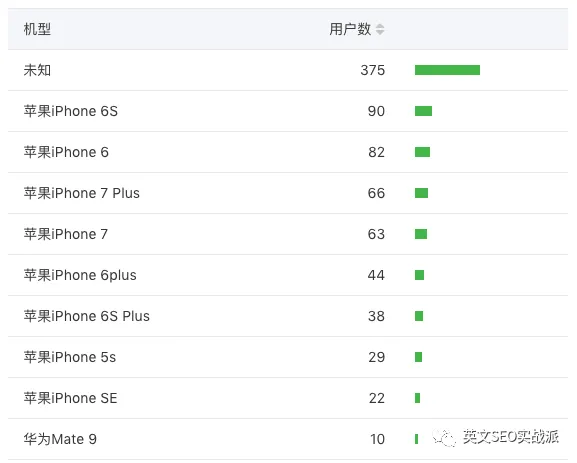 机型 用户数
未知 375
苹果iPhone 6S 90
苹果iPhone 6 82
苹果iPhone 7 Plus 66
苹果iPhone 7 63
苹果iPhone 6plus 44
苹果iPhone 6S Plus 38
苹果iPhone 5s 29
苹果iPhone SE 22
华为Mate 9 10
英文SEO实战派